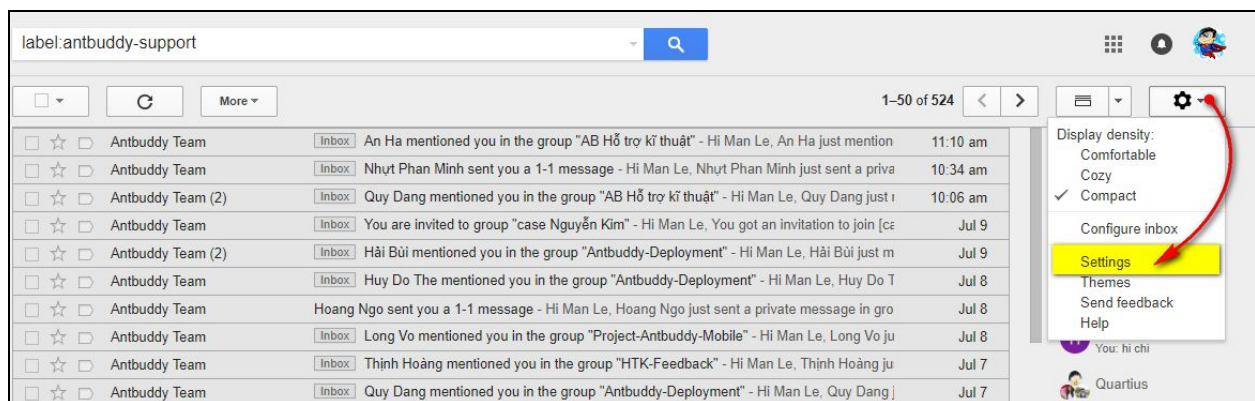 label:antbuddy-support
More
1–50 of 524
Antbuddy Team Inbox An Ha mentioned you in the group "AB Hỗ trợ kĩ thuật" - Hi Man Le, An Ha just mention 11:10 am
Antbuddy Team Inbox Nhựt Phan Minh sent you a 1-1 message - Hi Man Le, Nhựt Phan Minh just sent a priva 10:34 am
Antbuddy Team (2) Inbox Quy Dang mentioned you in the group "AB Hỗ trợ kĩ thuật" - Hi Man Le, Quy Dang just 10:06 am
Antbuddy Team Inbox You are invited to group "case Nguyễn Kim" - Hi Man Le, You got an invitation to join [ca Jul 9
Antbuddy Team (2) Inbox Hải Bùi mentioned you in the group "Antbuddy-Deployment" - Hi Man Le, Hải Bùi just m Jul 9
Antbuddy Team Inbox Huy Do The mentioned you in the group "Antbuddy-Deployment" - Hi Man Le, Huy Do T Jul 8
Antbuddy Team Hoang Ngo sent you a 1-1 message - Hi Man Le, Hoang Ngo just sent a private message in gro Jul 8
Antbuddy Team Inbox Long Vo mentioned you in the group "Project-Antbuddy-Mobile" - Hi Man Le, Long Vo ju Jul 8
Antbuddy Team Inbox Thịnh Hoàng mentioned you in the group "HTK-Feedback" - Hi Man Le, Thịnh Hoàng ju Jul 7
Antbuddy Team Inbox Quy Dang mentioned you in the group "Antbuddy-Deployment" - Hi Man Le, Quy Dang j Jul 7
Display density:
Comfortable
Cozy
Compact
Configure inbox
Settings
Themes
Send feedback
Help
You: hi chi
Quartius